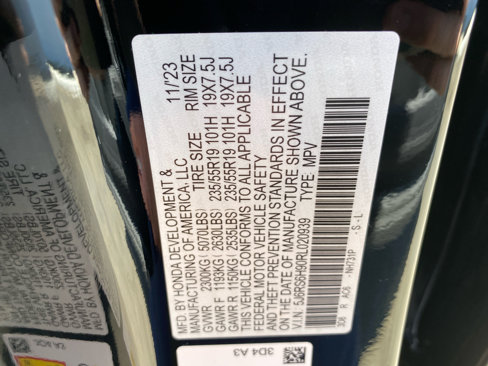 MFD. BY HONDA DEVELOPMENT & 11/23
MANUFACTURING OF AMERICA, LLC
TIRE SIZE RIM SIZE
GVWR 2300KG (5070LBS)
GAWR F 1193KG (2630LBS) 235/55R19 101H 19X7.5J
GAWR R 1150KG (2535LBS) 235/55R19 101H 19X7.5J
THIS VEHICLE CONFORMS TO ALL APPLICABLE
FEDERAL MOTOR VEHICLE SAFETY
AND THEFT PREVENTION STANDARDS IN EFFECT
ON THE DATE OF MANUFACTURE SHOWN ABOVE.
V.I.N: 5J6RS6H90RL020939 TYPE: MPV
3D8 R AC6 NH731P -S-L
3D4 A3